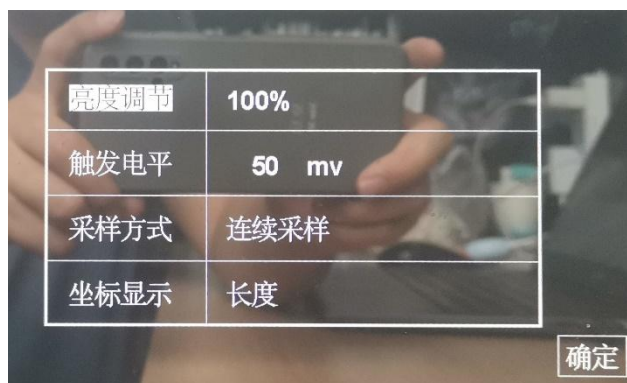 亮度调节 100%
触发电平 50 mv
采样方式 连续采样
坐标显示 长度
确定